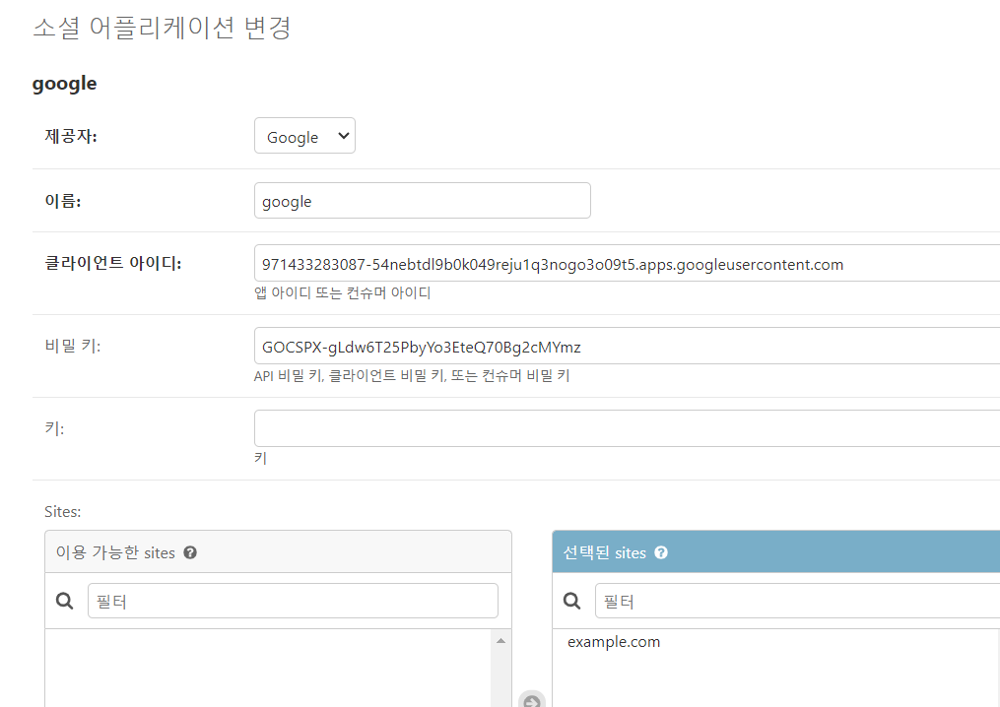 소셜 어플리케이션 변경
google
제공자: Google
이름: google
클라이언트 아이디: 971433283087-54nebtdl9b0k049reju1q3nogo3o09t5.apps.googleusercontent.com
앱 아이디 또는 컨슈머 아이디
비밀 키: 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
API 비밀 키, 클라이언트 비밀 키, 또는 컨슈머 비밀 키
키:
키
Sites:
이용 가능한 sites ? 선택된 sites ?
필터 필터
example.com